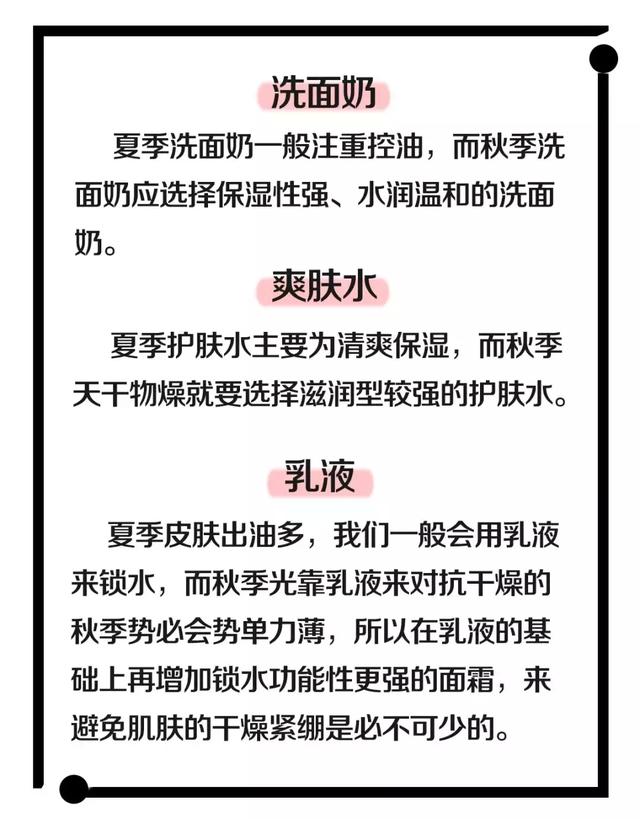 洗面奶
夏季洗面奶一般注重控油，而秋季洗
面奶应选择保湿性强、水润温和的洗面
奶。
爽肤水
夏季护肤水主要为清爽保湿，而秋季
天干物燥就要选择滋润型较强的护肤水。
乳液
夏季皮肤出油多，我们一般会用乳液
来锁水，而秋季光靠乳液来对抗干燥的
秋季势必会势单力薄，所以在乳液的基
础上再增加锁水功能性更强的面霜，来
避免肌肤的干燥紧绷是必不可少的。